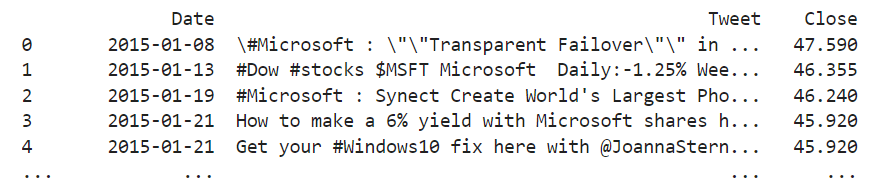 Date Tweet Close
0 2015-01-08 \#Microsoft : \"\"Transparent Failover\"\" in ... 47.590
1 2015-01-13 #Dow #stocks $MSFT Microsoft Daily:-1.25% Wee... 46.355
2 2015-01-19 #Microsoft : Synect Create World's Largest Pho... 46.240
3 2015-01-21 How to make a 6% yield with Microsoft shares h... 45.920
4 2015-01-21 Get your #Windows10 fix here with @JoannaStern... 45.920
... ... ... ...